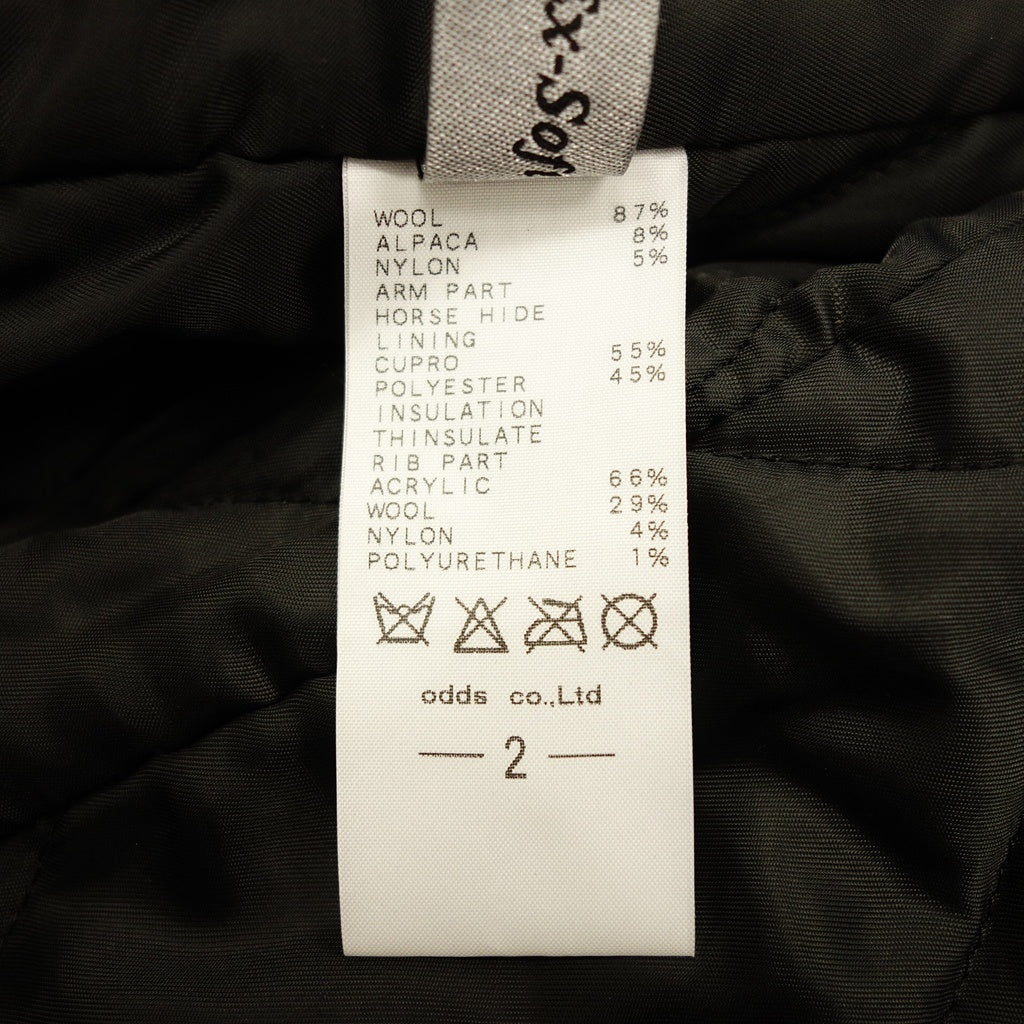 WOOL 87%
ALPACA 8%
NYLON 5%
ARM PART
HORSE HIDE
LINING
CUPRO 55%
POLYESTER 45%
INSULATION
THINSULATE
RIB PART
ACRYLIC 66%
WOOL 29%
NYLON 4%
POLYURETHANE 1%
odds co.,Ltd
— 2 —